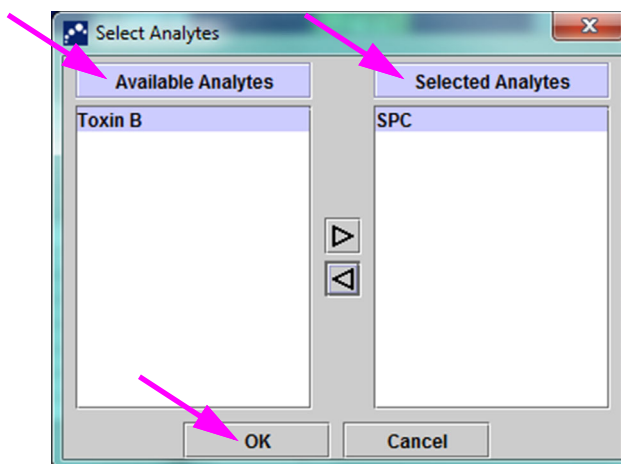 Select Analytes
Available Analytes
Selected Analytes
Toxin B
SPC
OK
Cancel